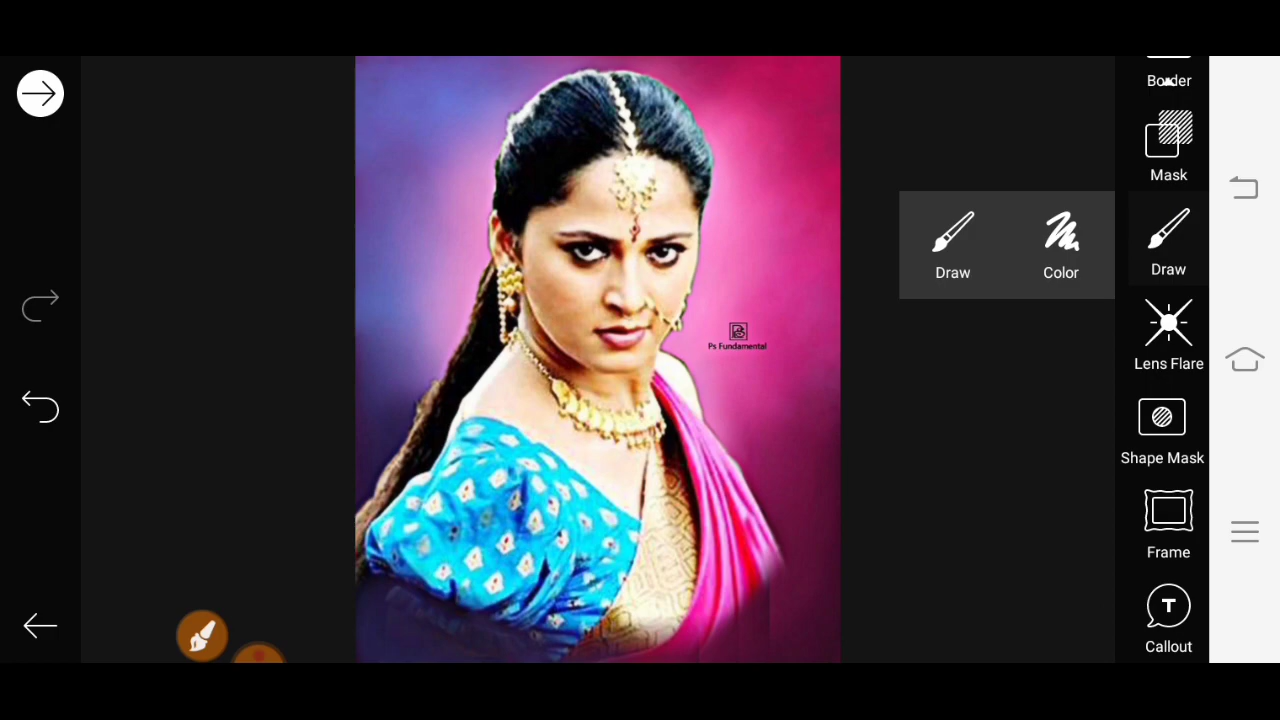 Border
Mask
Draw
Color
Draw
Lens Flare
Shape Mask
Frame
T
Callout
Ps Fundamental